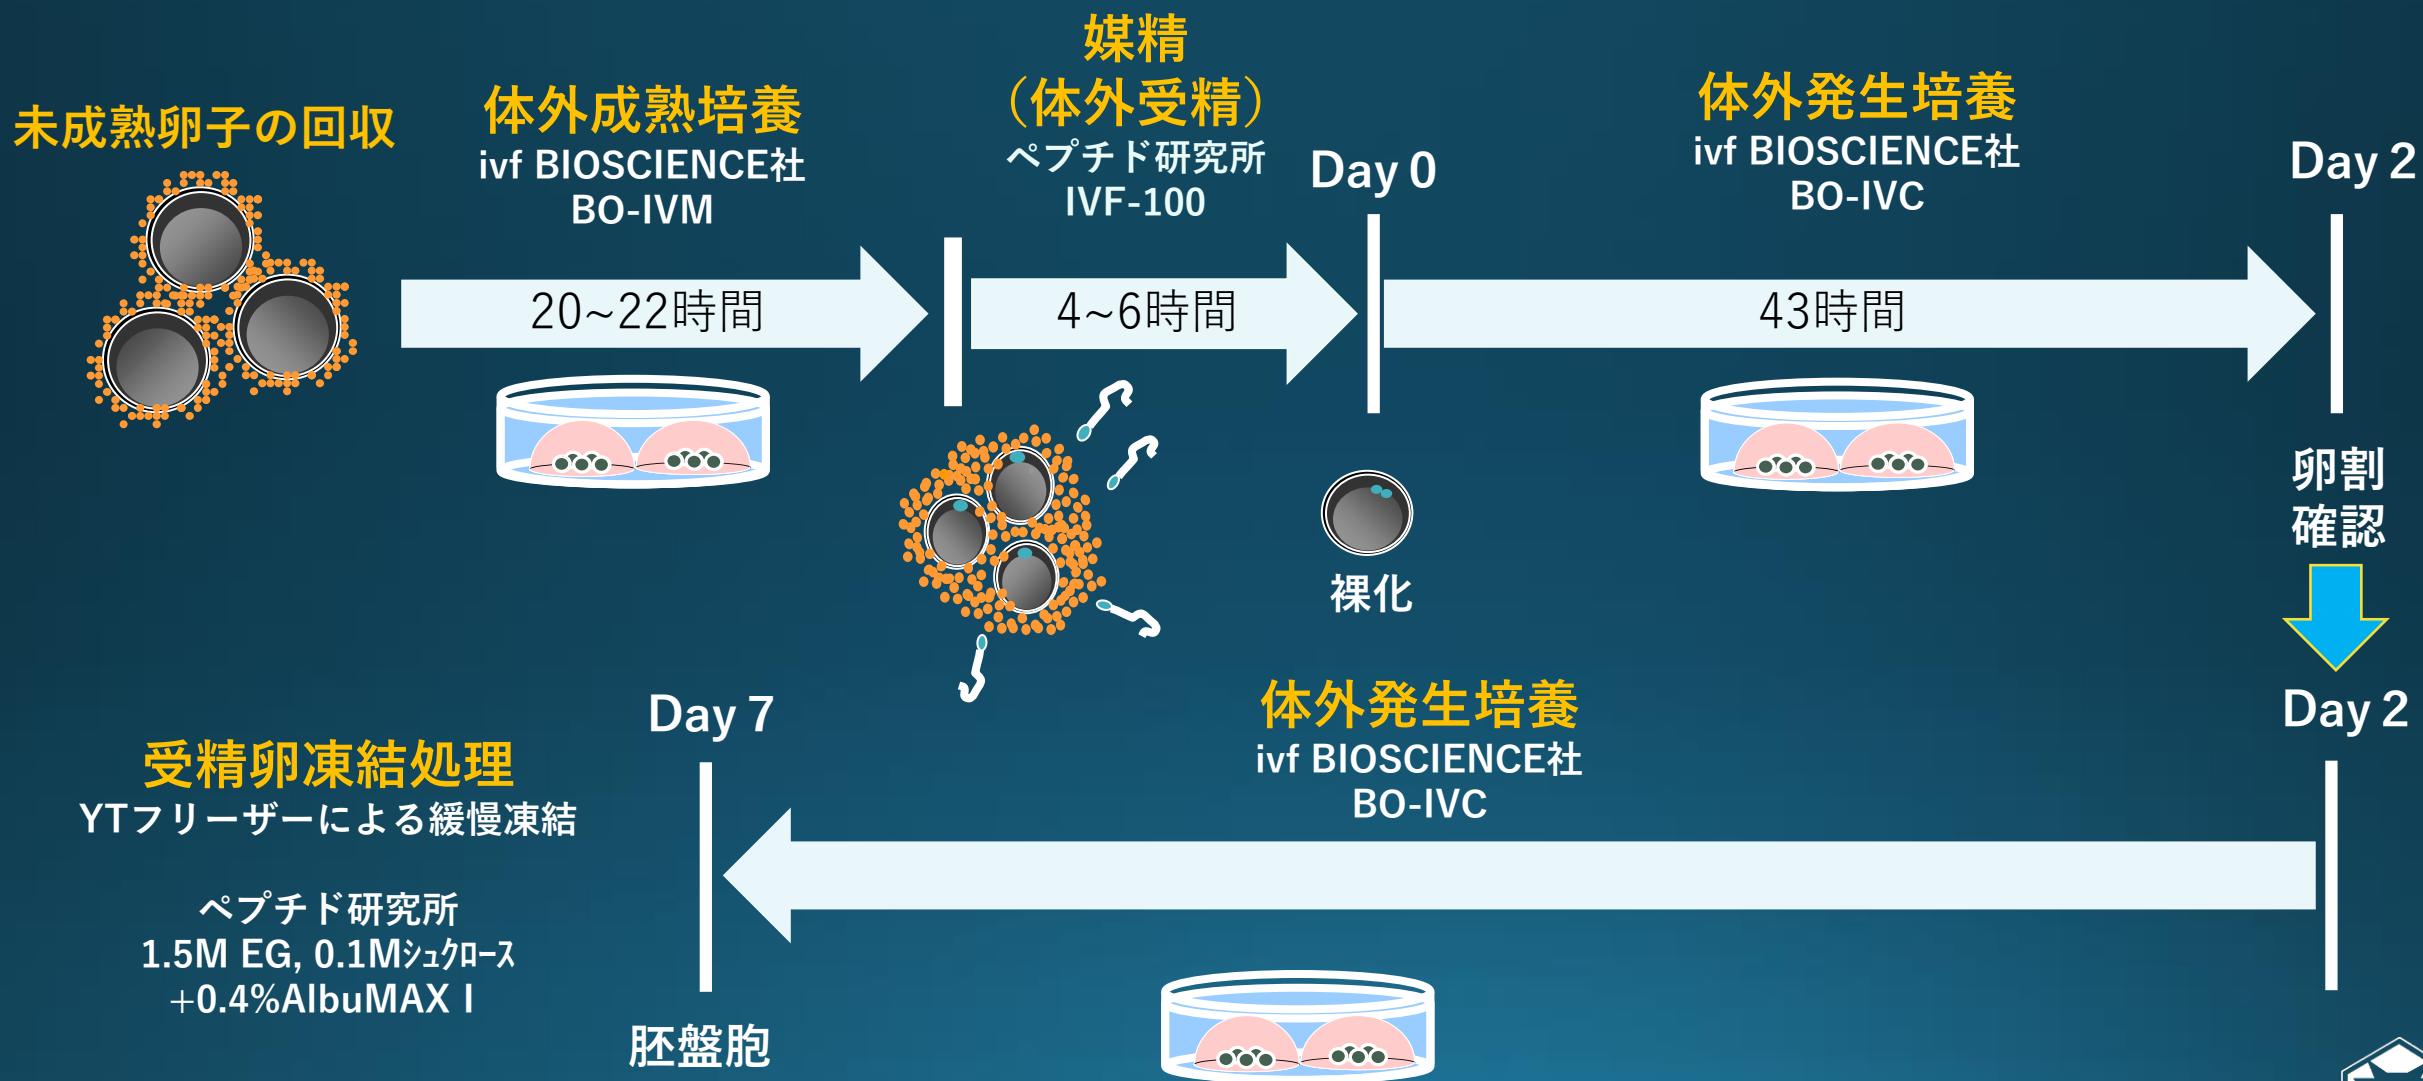 未成熟卵子の回収
体外成熟培養
ivf BIOSCIENCE社
BO-IVM
20~22時間
媒精
（体外受精）
ペプチド研究所
IVF-100
4~6時間
Day 0
裸化
体外発生培養
ivf BIOSCIENCE社
BO-IVC
43時間
Day 2
卵割
確認
Day 2
体外発生培養
ivf BIOSCIENCE社
BO-IVC
Day 7
胚盤胞
受精卵凍結処理
YTフリーザーによる緩慢凍結
ペプチド研究所
1.5M EG, 0.1Mｼｭｸﾛｰｽ
+0.4%AlbuMAX I